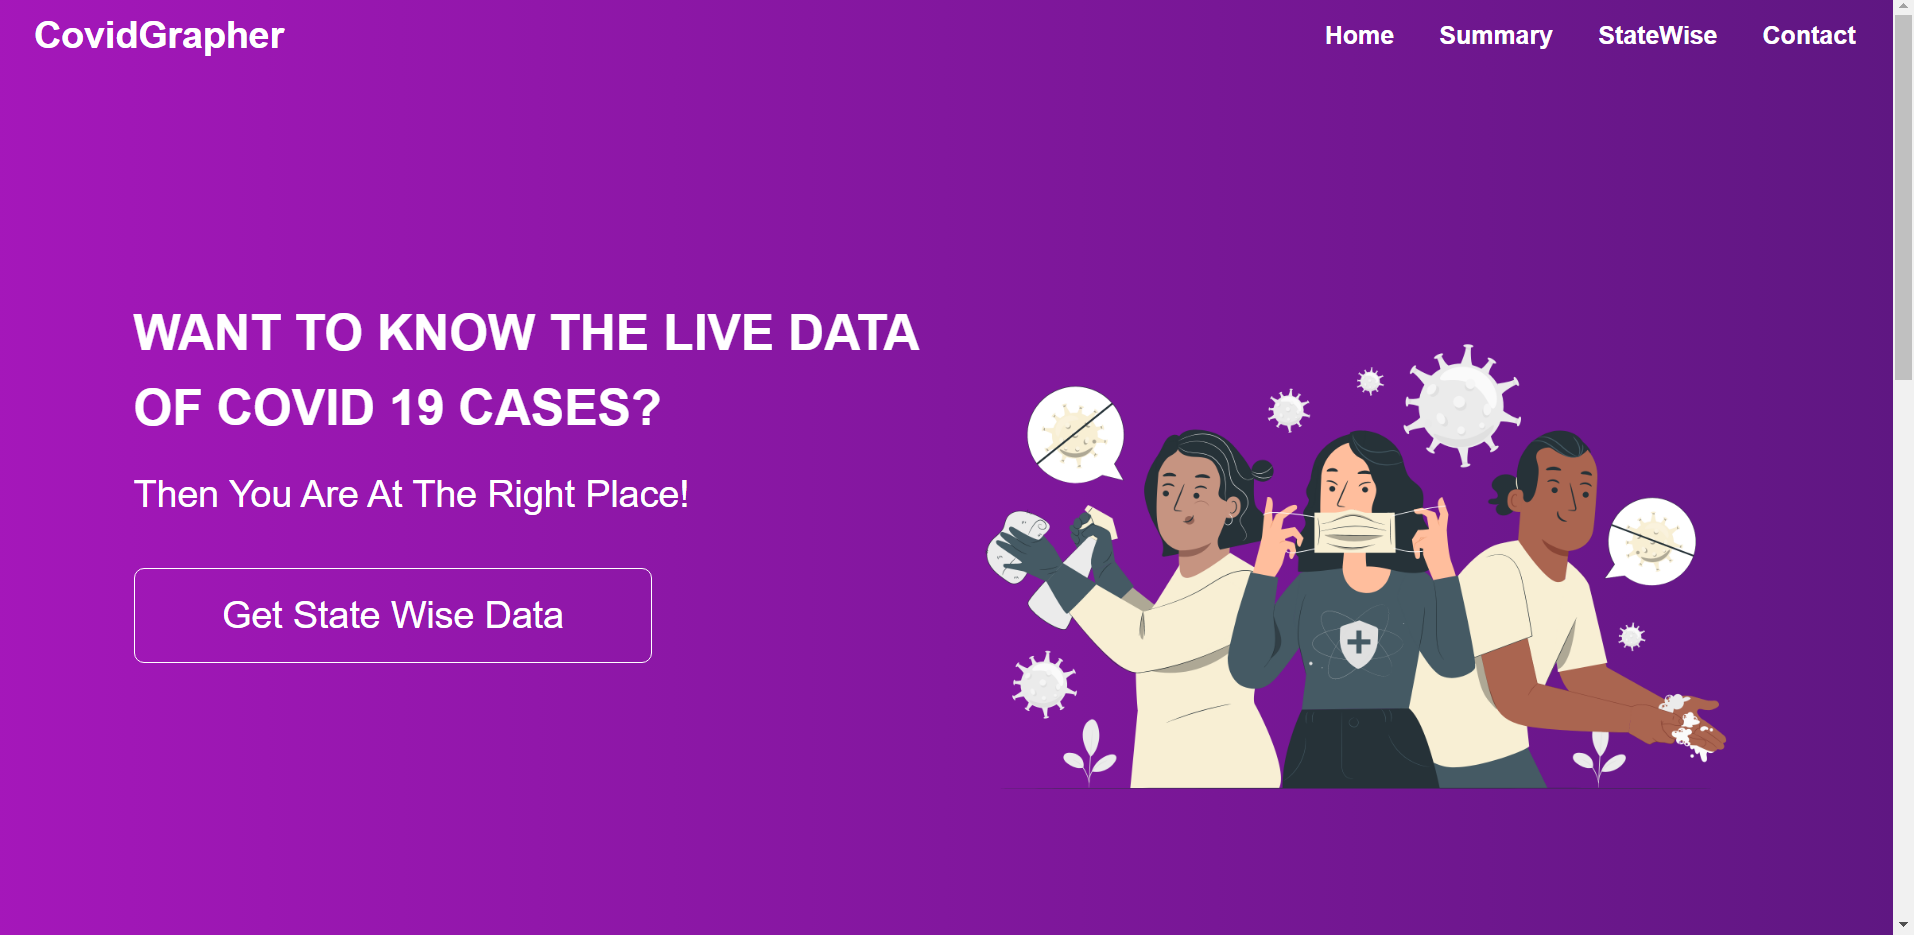 CovidGrapher
Home Summary StateWise Contact
WANT TO KNOW THE LIVE DATA
OF COVID 19 CASES?
Then You Are At The Right Place!
Get State Wise Data